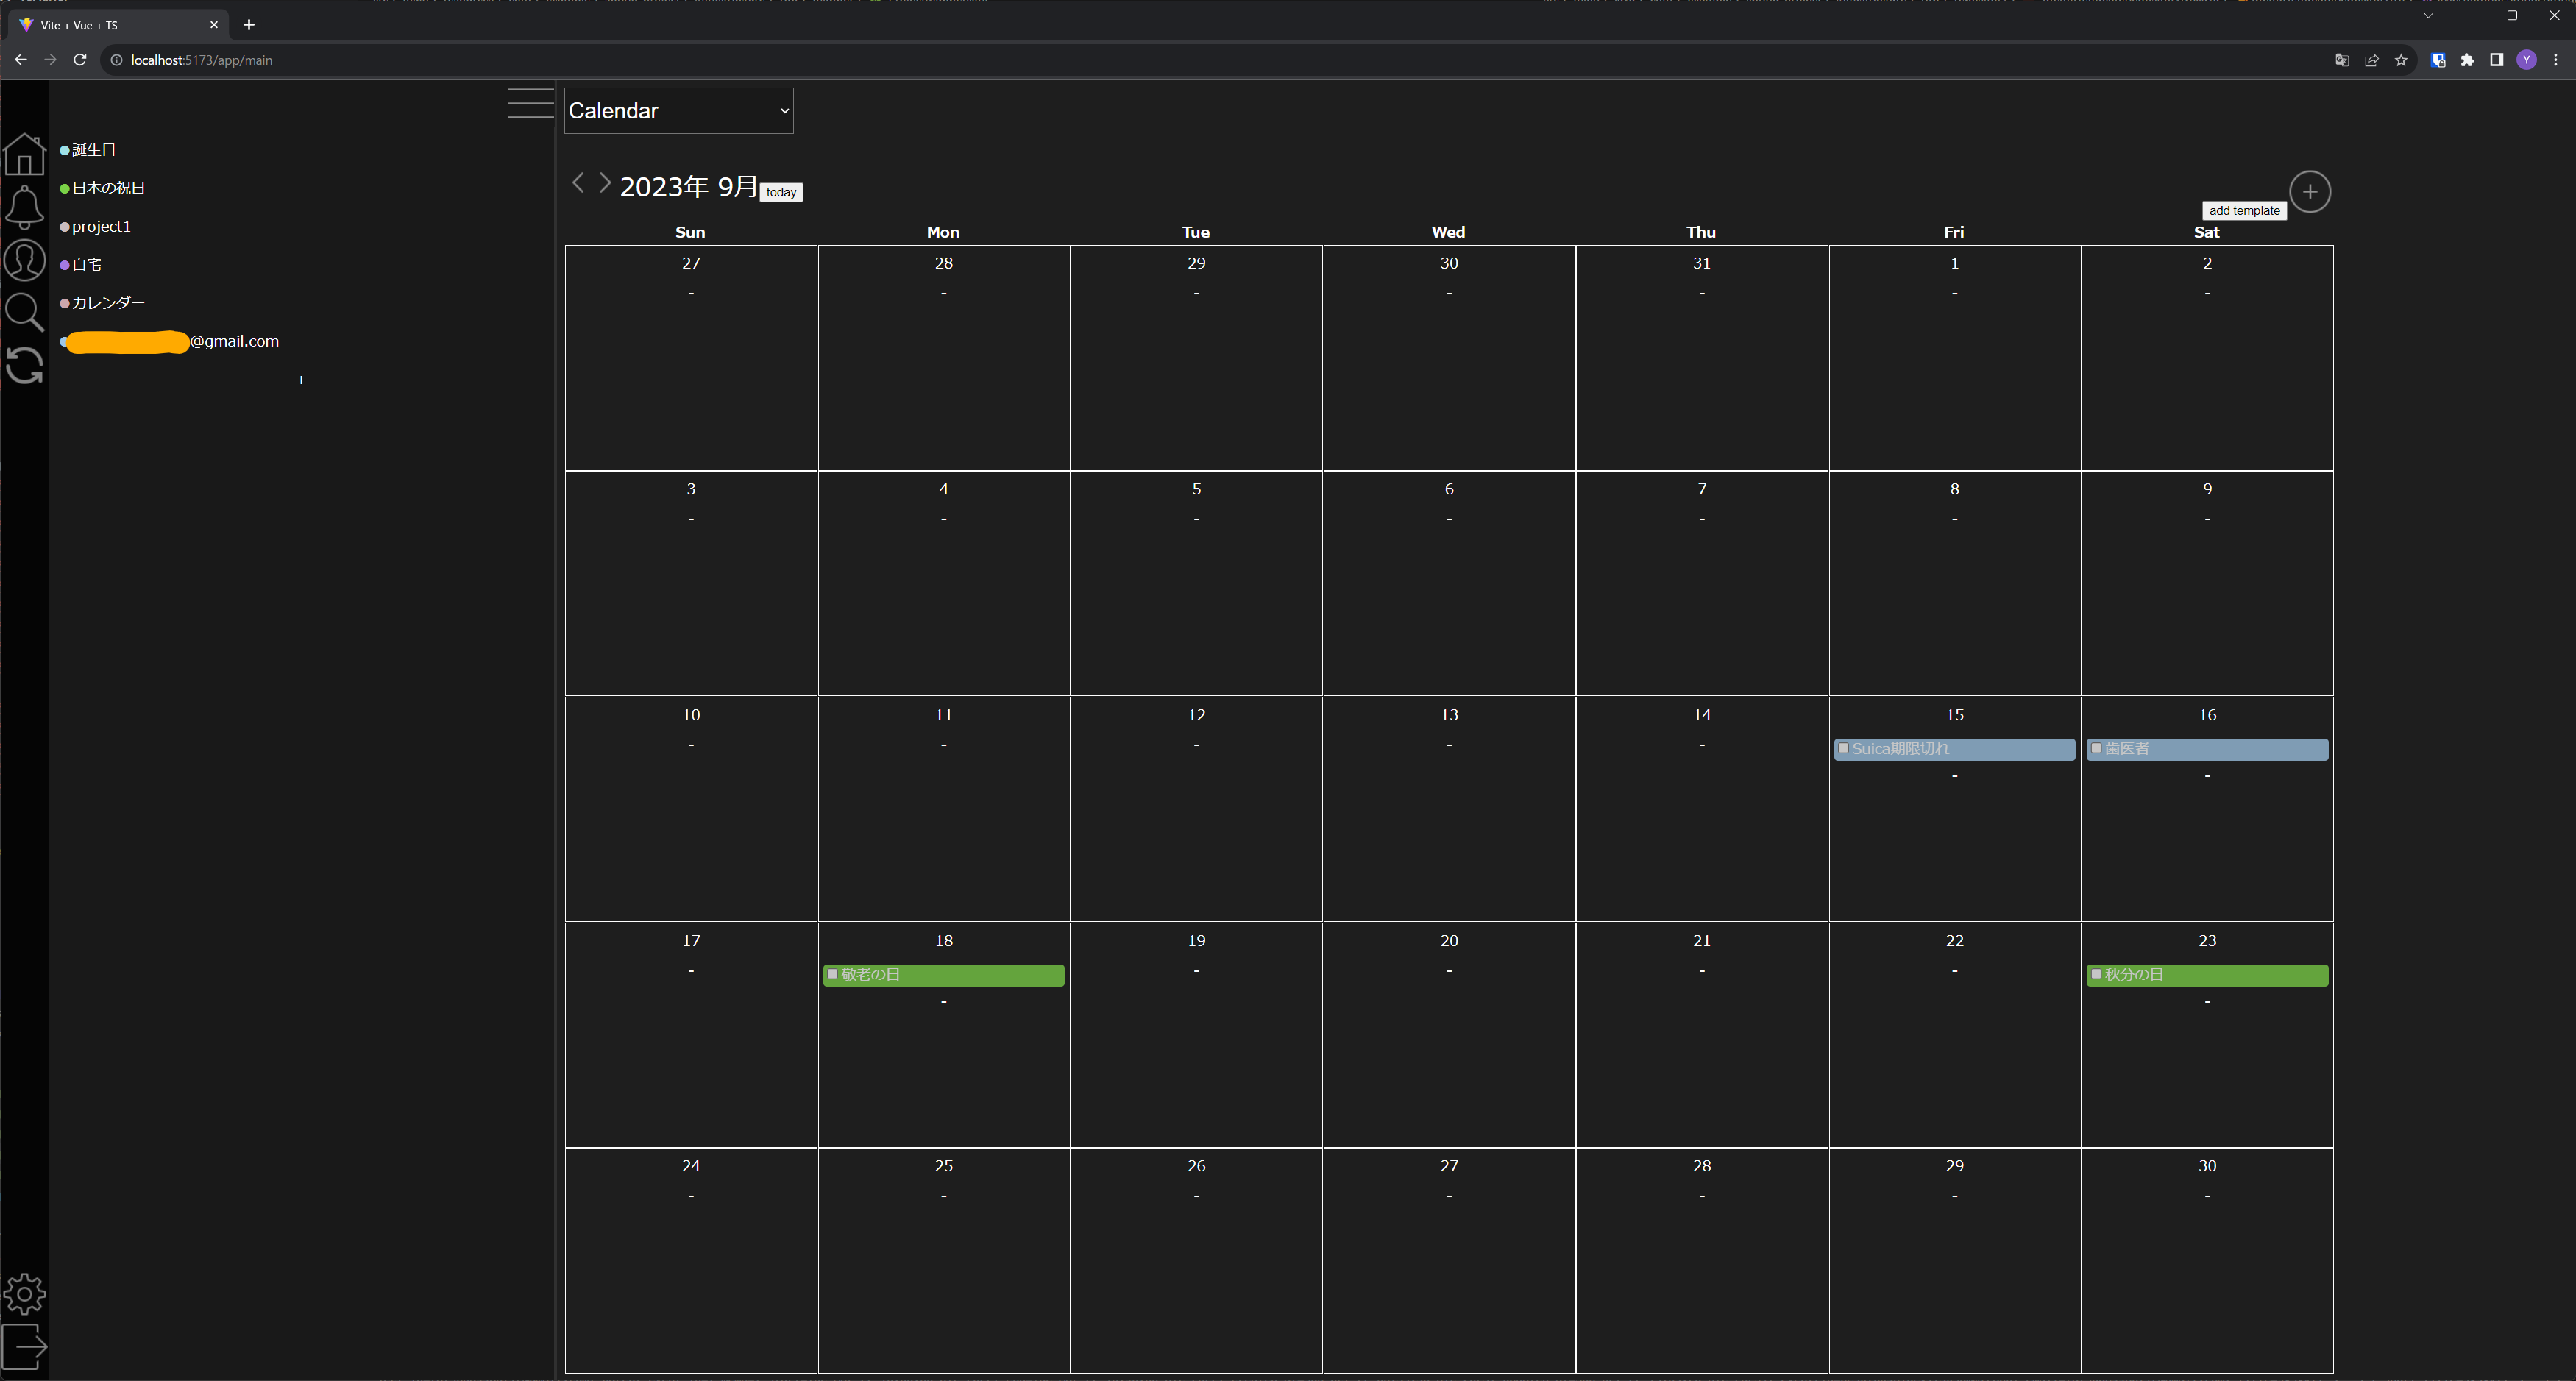 Vite + Vue + TS
localhost:5173/app/main
Y
誕生日
日本の祝日
project1
自宅
カレンダー
@gmail.com
+
Calendar
2023年 9月 today
add template
Sun Mon Tue Wed Thu Fri Sat
27 28 29 30 31 1 2
- - - - - - -
3 4 5 6 7 8 9
- - - - - - -
10 11 12 13 14 15 16
- - - - - Suica期限切れ 歯医者
- -
17 18 19 20 21 22 23
- 敬老の日 - - - - 秋分の日
- -
24 25 26 27 28 29 30
- - - - - - -